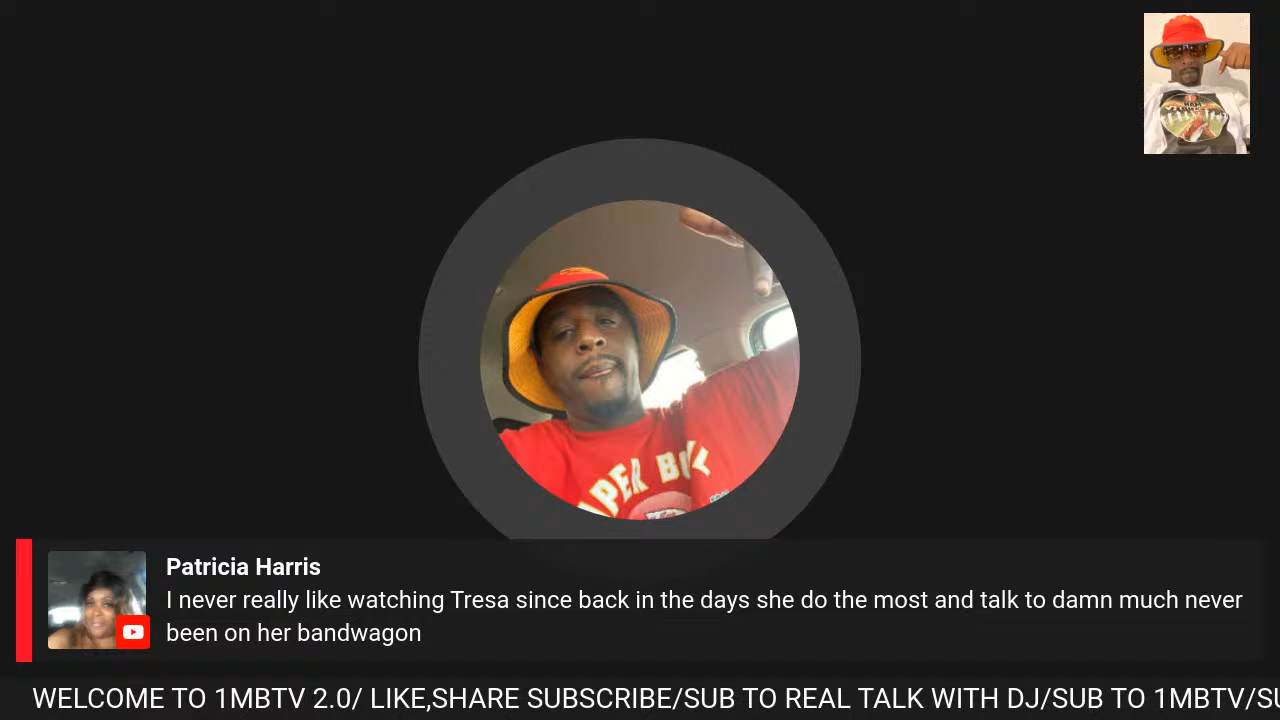 UPER BOWL
Patricia Harris
I never really like watching Tresa since back in the days she do the most and talk to damn much never
been on her bandwagon
WELCOME TO 1MBTV 2.0/ LIKE,SHARE SUBSCRIBE/SUB TO REAL TALK WITH DJ/SUB TO 1MBTV/SU